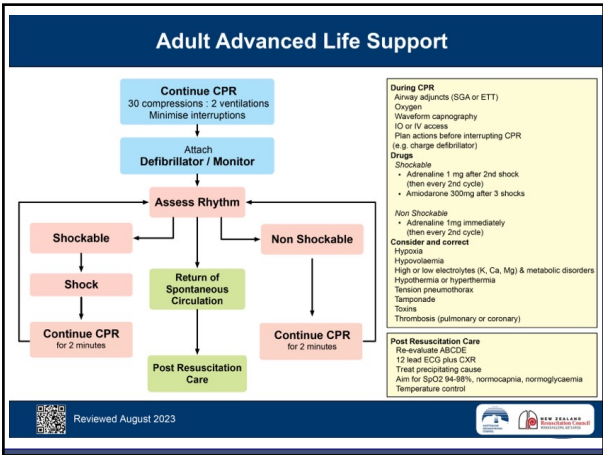 Adult Advanced Life Support
Continue CPR
30 compressions : 2 ventilations
Minimise interruptions
Attach
Defibrillator / Monitor
Assess Rhythm
Shockable
Non Shockable
Shock
Return of
Spontaneous
Circulation
Continue CPR
for 2 minutes
Continue CPR
for 2 minutes
Post Resuscitation
Care
During CPR
Airway adjuncts (SGA or ETT)
Oxygen
Waveform capnography
IO or IV access
Plan actions before interrupting CPR
(e.g. charge defibrillator)
Drugs
Shockable
• Adrenaline 1 mg after 2nd shock
(then every 2nd cycle)
• Amiodarone 300mg after 3 shocks
Non Shockable
• Adrenaline 1mg immediately
(then every 2nd cycle)
Consider and correct
Hypoxia
Hypovolaemia
High or low electrolytes (K, Ca, Mg) & metabolic disorders
Hypothermia or hyperthermia
Tension pneumothorax
Tamponade
Toxins
Thrombosis (pulmonary or coronary)
Post Resuscitation Care
Re-evaluate ABCDE
12 lead ECG plus CXR
Treat precipitating cause
Aim for SpO2 94-98%, normocapnia, normoglycaemia
Temperature control
Reviewed August 2023
NEW ZEALAND
Resuscitation Council